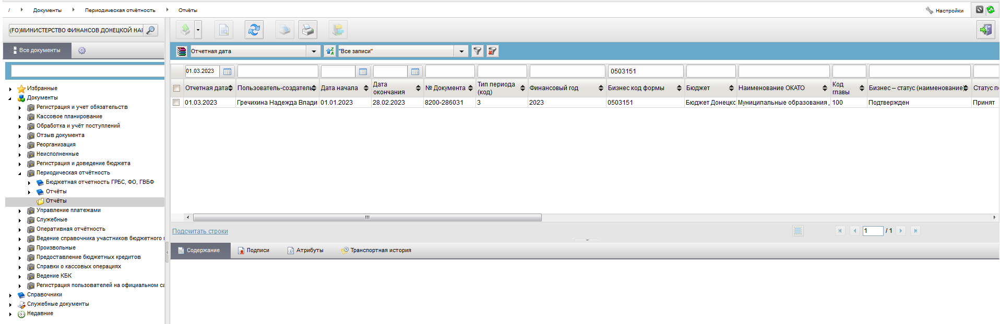 / Документы Периодическая отчётность Отчёты Настройки
(FO)МИНИСТЕРСТВО ФИНАНСОВ ДОНЕЦКОЙ
Все документы
Отчетная дата "Все записи"
01.03.2023 0503151
Отчетная дата Пользователь-создатель Дата начала Дата окончания № Документа Тип периода (код) Финансовый год Бизнес код формы Бюджет Наименование ОКАТО Код главы Бизнес – статус (наименование) Статус
01.03.2023 Гречихина Надежда 01.01.2023 28.02.2023 8200-286031 3 2023 0503151 Бюджет Муниципальные образования , 100 Подтвержден Принят
Избранные
Документы
Регистрация и учет обязательств
Кассовое планирование
Обработка и учёт поступлений
Отзыв документа
Реорганизация
Неисполненные
Регистрация и доведение бюджета
Периодическая отчётность
Бюджетная отчетность ГРБС, ФО, ГВБФ
Отчёты
Отчёты
Управление платежами
Служебные
Оперативная отчётность
Ведение справочника участников бюджетного
Произвольные
Предоставление бюджетных кредитов
Справки о кассовых операциях
Ведение КБК
Регистрация пользователей на официальном
Справочники
Служебные документы
Недавние
Подсчитать строки 1 / 1
Содержание Подписи Атрибуты Транспортная история